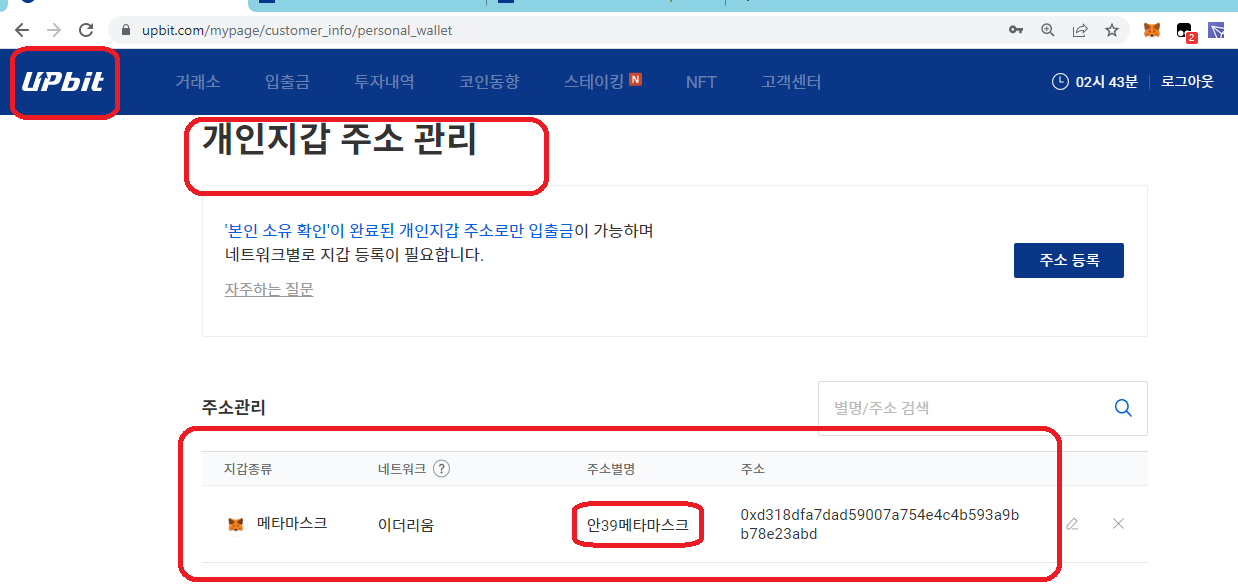 upbit.com/mypage/customer_info/personal_wallet
2
UPbit
거래소 입출금 투자내역 코인동향 스테이킹 N NFT 고객센터 02시 43분 로그아웃
개인지갑 주소 관리
'본인 소유 확인'이 완료된 개인지갑 주소로만 입출금이 가능하며
네트워크별로 지갑 등록이 필요합니다.
주소 등록
자주하는 질문
주소관리
별명/주소 검색
지갑종류 네트워크 ? 주소별명 주소
메타마스크 이더리움 안39메타마스크 0xd318dfa7dad59007a754e4c4b593a9b
b78e23abd